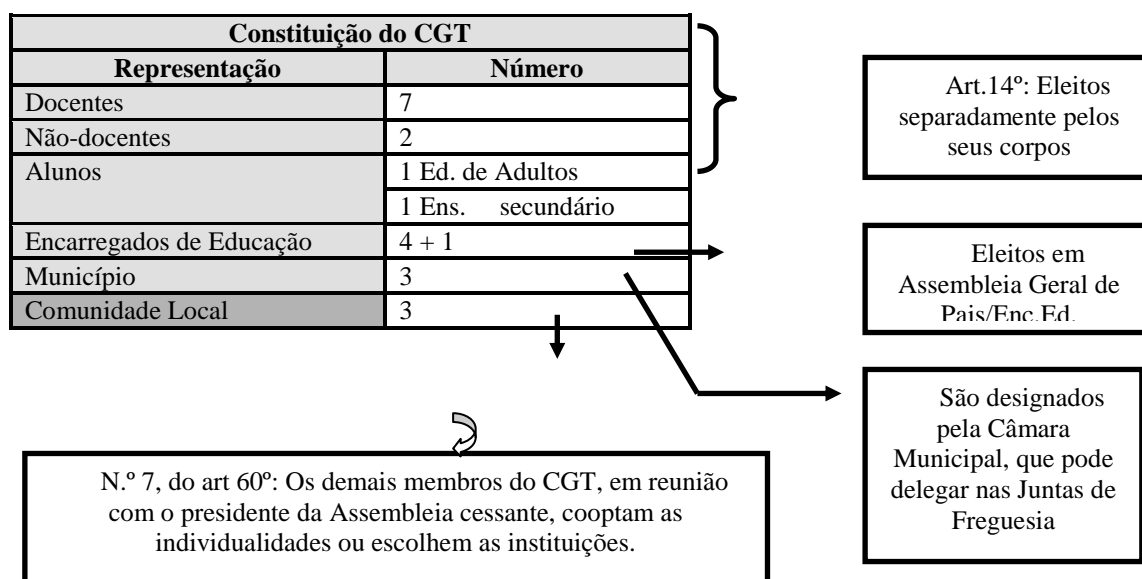 Constituição do CGT
Representação Número
Docentes 7
Não-docentes 2
Alunos 1 Ed. de Adultos
1 Ens. secundário
Encarregados de Educação 4 + 1
Município 3
Comunidade Local 3
Art.14º: Eleitos
separadamente pelos
seus corpos
Eleitos em
Assembleia Geral de
Pais/Enc.Ed.
São designados
pela Câmara
Municipal, que pode
delegar nas Juntas de
Freguesia
N.º 7, do art 60º: Os demais membros do CGT, em reunião
com o presidente da Assembleia cessante, cooptam as
individualidades ou escolhem as instituições.